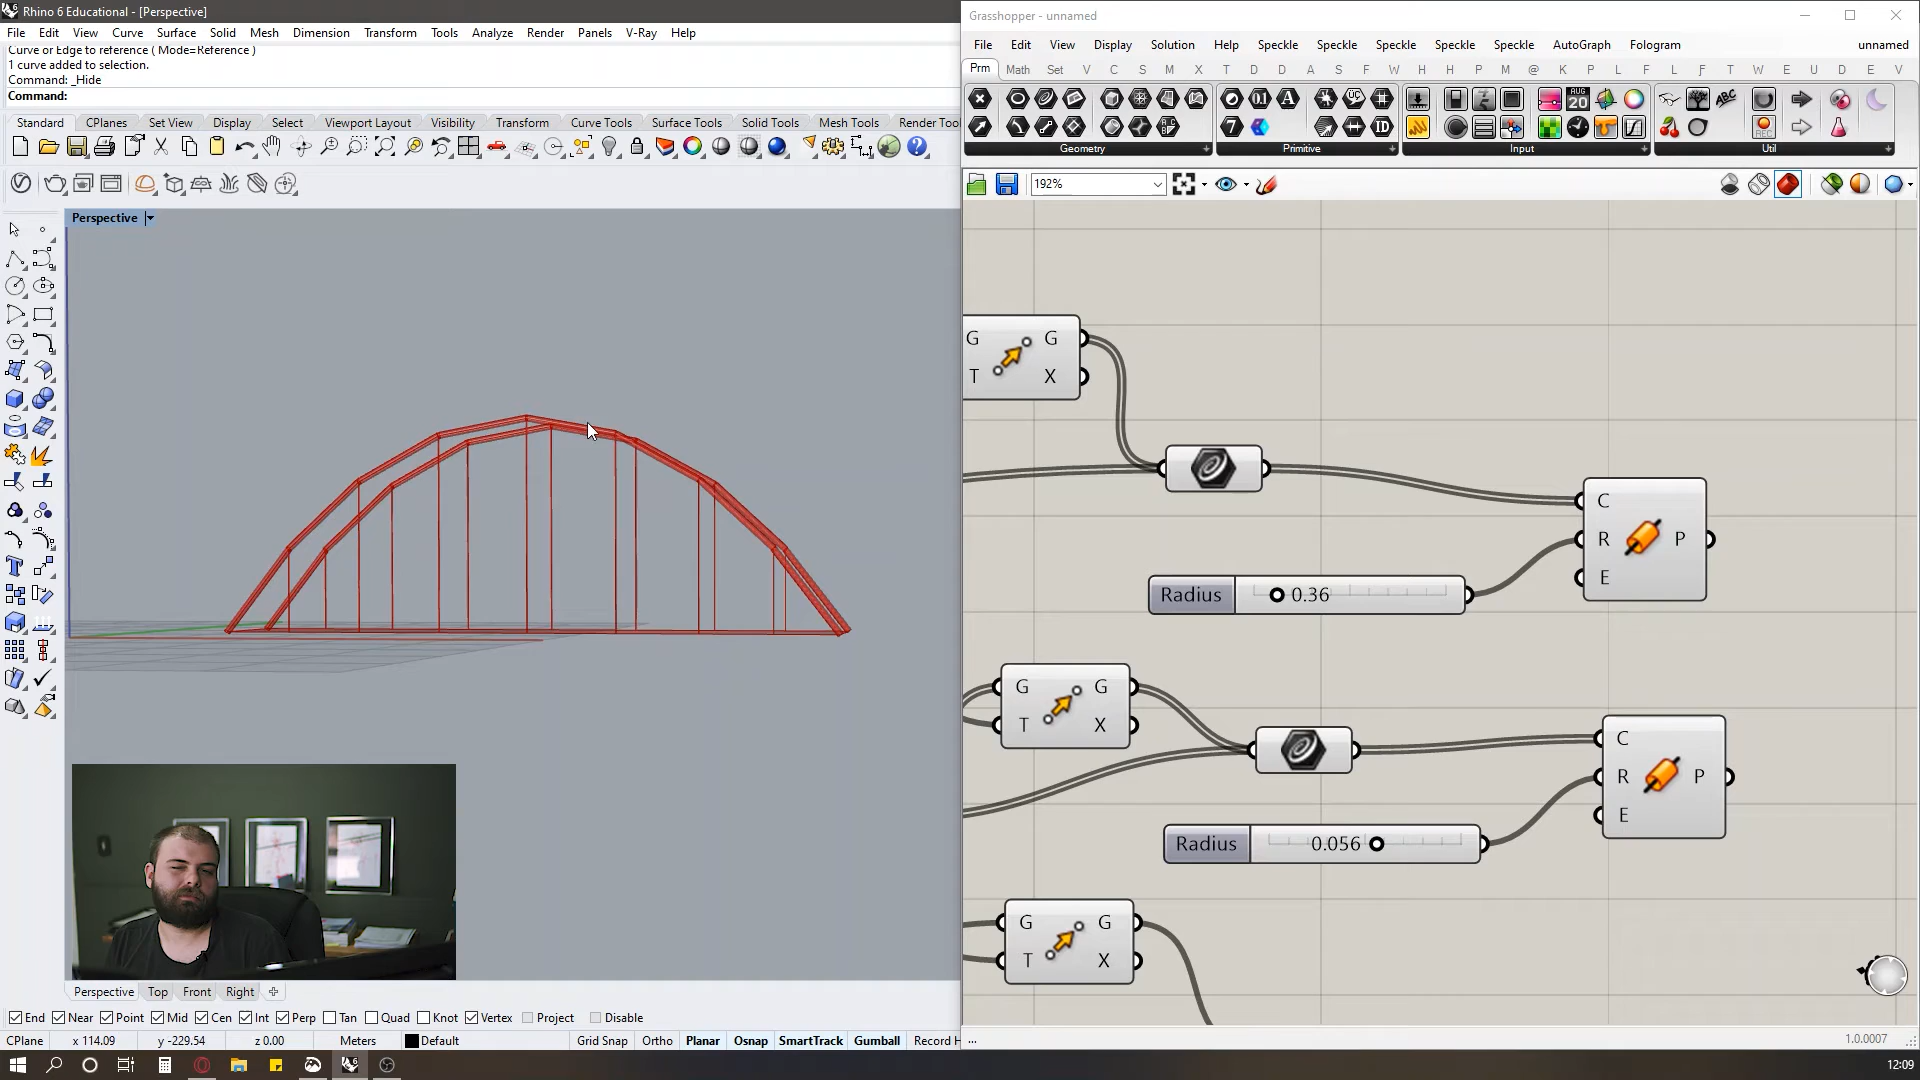 Rhino 6 Educational - [Perspective]
File Edit View Curve Surface Solid Mesh Dimension Transform Tools Analyze Render Panels V-Ray Help
Curve or Edge to reference ( Mode=Reference )
1 curve added to selection.
Command: _Hide
Command:
Standard CPlanes Set View Display Select Viewport Layout Visibility Transform Curve Tools Surface Tools Solid Tools Mesh Tools Render Too
Perspective
Perspective Top Front Right
End Near Point Mid Cen Int Perp Tan Quad Knot Vertex Project Disable
CPlane x 114.09 y -229.54 z 0.00 Meters Default Grid Snap Ortho Planar Osnap SmartTrack Gumball Record H
Grasshopper - unnamed
File Edit View Display Solution Help Speckle Speckle Speckle Speckle Speckle AutoGraph Fologram unnamed
Prm Math Set V C S M X T D D A S F W H H P M @ K P L F L F T W E U D E V
Geometry Primitive Input Util
192%
G G
T X
C
R P
E
Radius 0.36
G G
T X
C
R P
E
Radius 0.056
G G
T X
...
1.0.0007
12:09